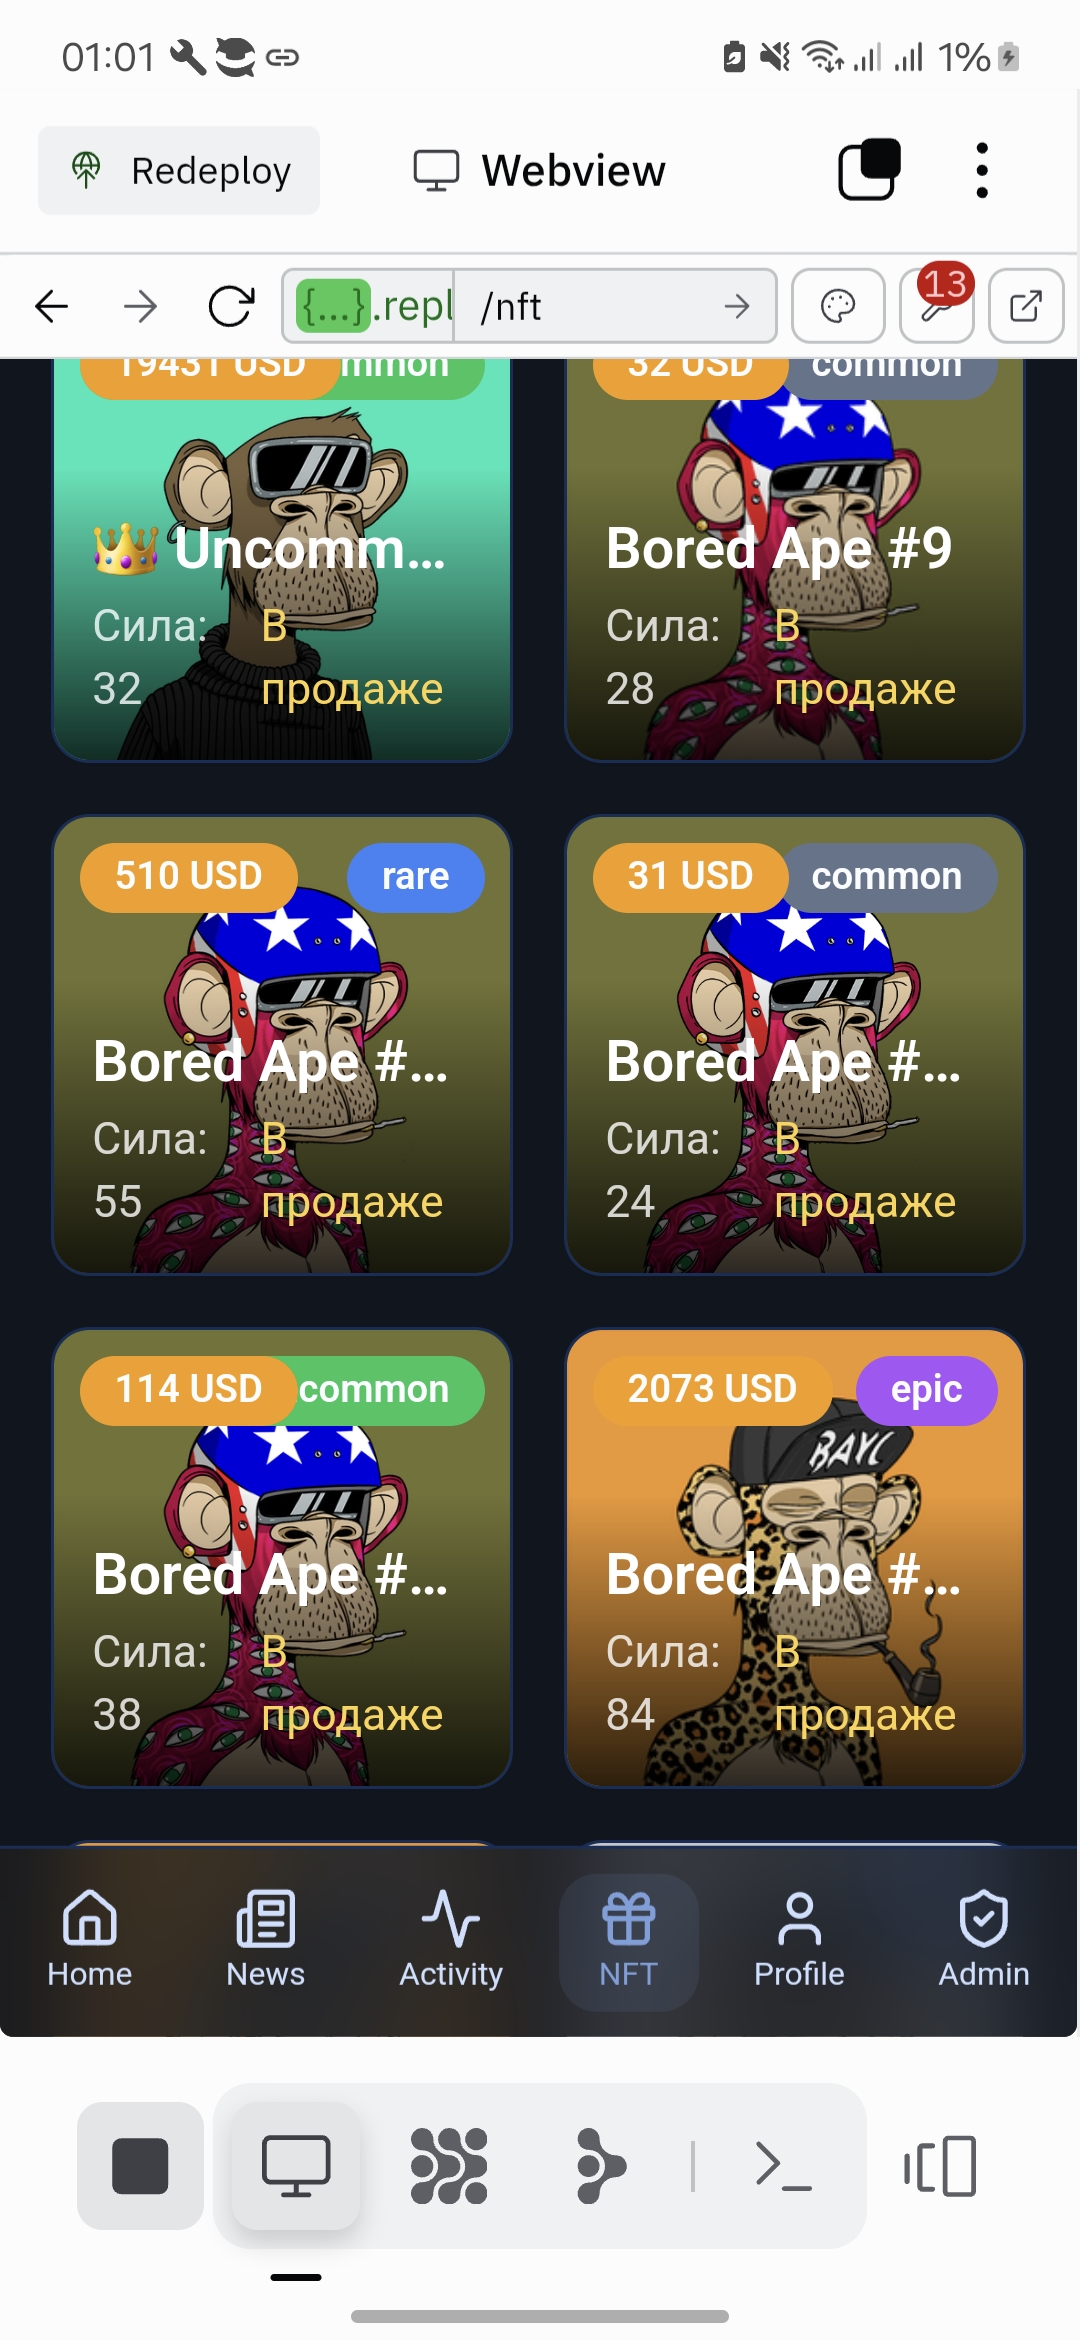 01:01
1%
Redeploy
Webview
{...}.repl
/nft
13
19431 USD
mmon
32 USD
common
👑 Uncomm...
Bored Ape #9
Сила:
В
32
продаже
Сила:
В
28
продаже
510 USD
rare
31 USD
common
Bored Ape #...
Bored Ape #...
Сила:
В
55
продаже
Сила:
В
24
продаже
114 USD
common
2073 USD
epic
BAYC
Bored Ape #...
Bored Ape #...
Сила:
В
38
продаже
Сила:
В
84
продаже
Home
News
Activity
NFT
Profile
Admin